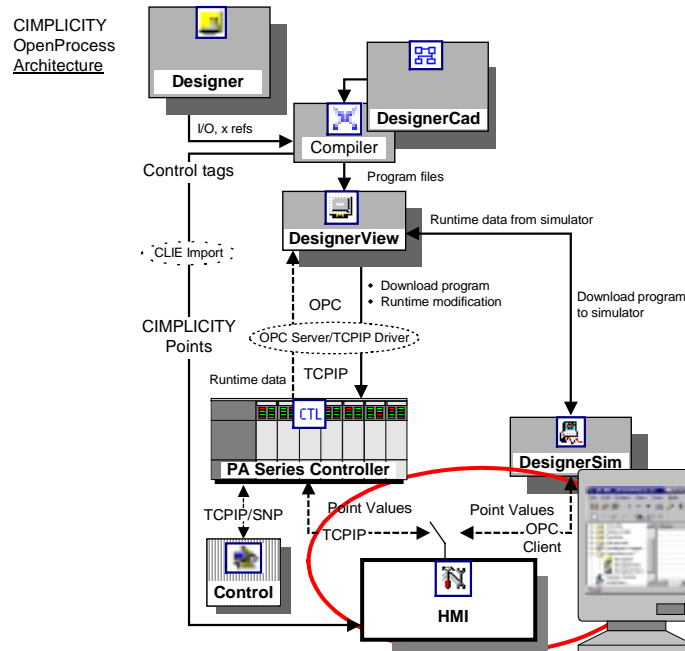 CIMPLICITY
OpenProcess
Architecture
Designer
DesignerCad
I/O, x refs
Compiler
Control tags
Program files
DesignerView
Runtime data from simulator
CLIE Import
Download program
Runtime modification
OPC
Download program
to simulator
CIMPLICITY
Points
OPC Server/TCPIP Driver
TCPIP
Runtime data
CTL
PA Series Controller
DesignerSim
TCPIP/SNP
Point Values
TCPIP
Point Values
OPC
Client
Control
HMI